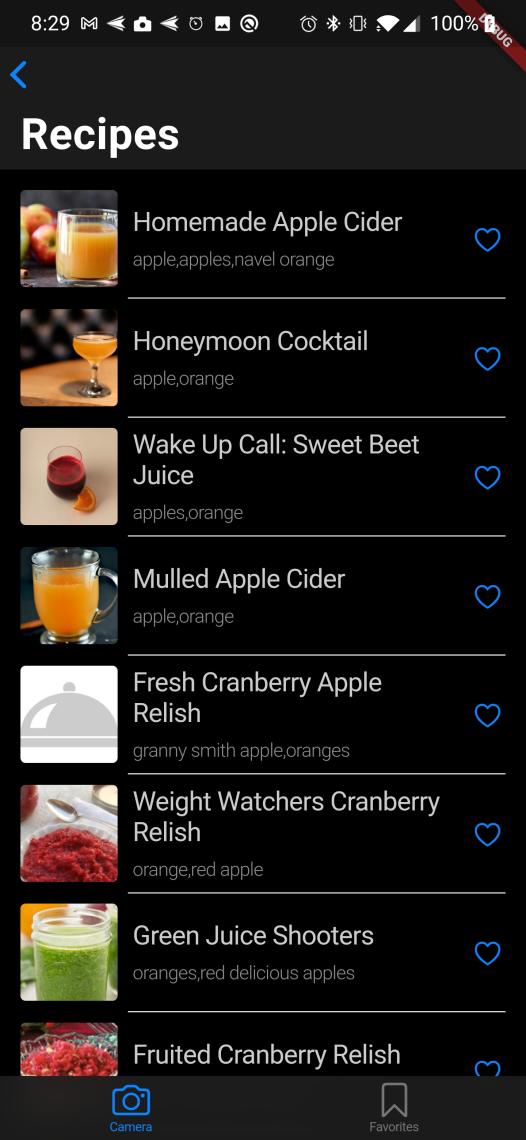 8:29
100%
DEBUG
Recipes
Homemade Apple Cider
apple,apples,navel orange
Honeymoon Cocktail
apple,orange
Wake Up Call: Sweet Beet
Juice
apples,orange
Mulled Apple Cider
apple,orange
Fresh Cranberry Apple
Relish
granny smith apple,oranges
Weight Watchers Cranberry
Relish
orange,red apple
Green Juice Shooters
oranges,red delicious apples
Fruited Cranberry Relish
Camera
Favorites